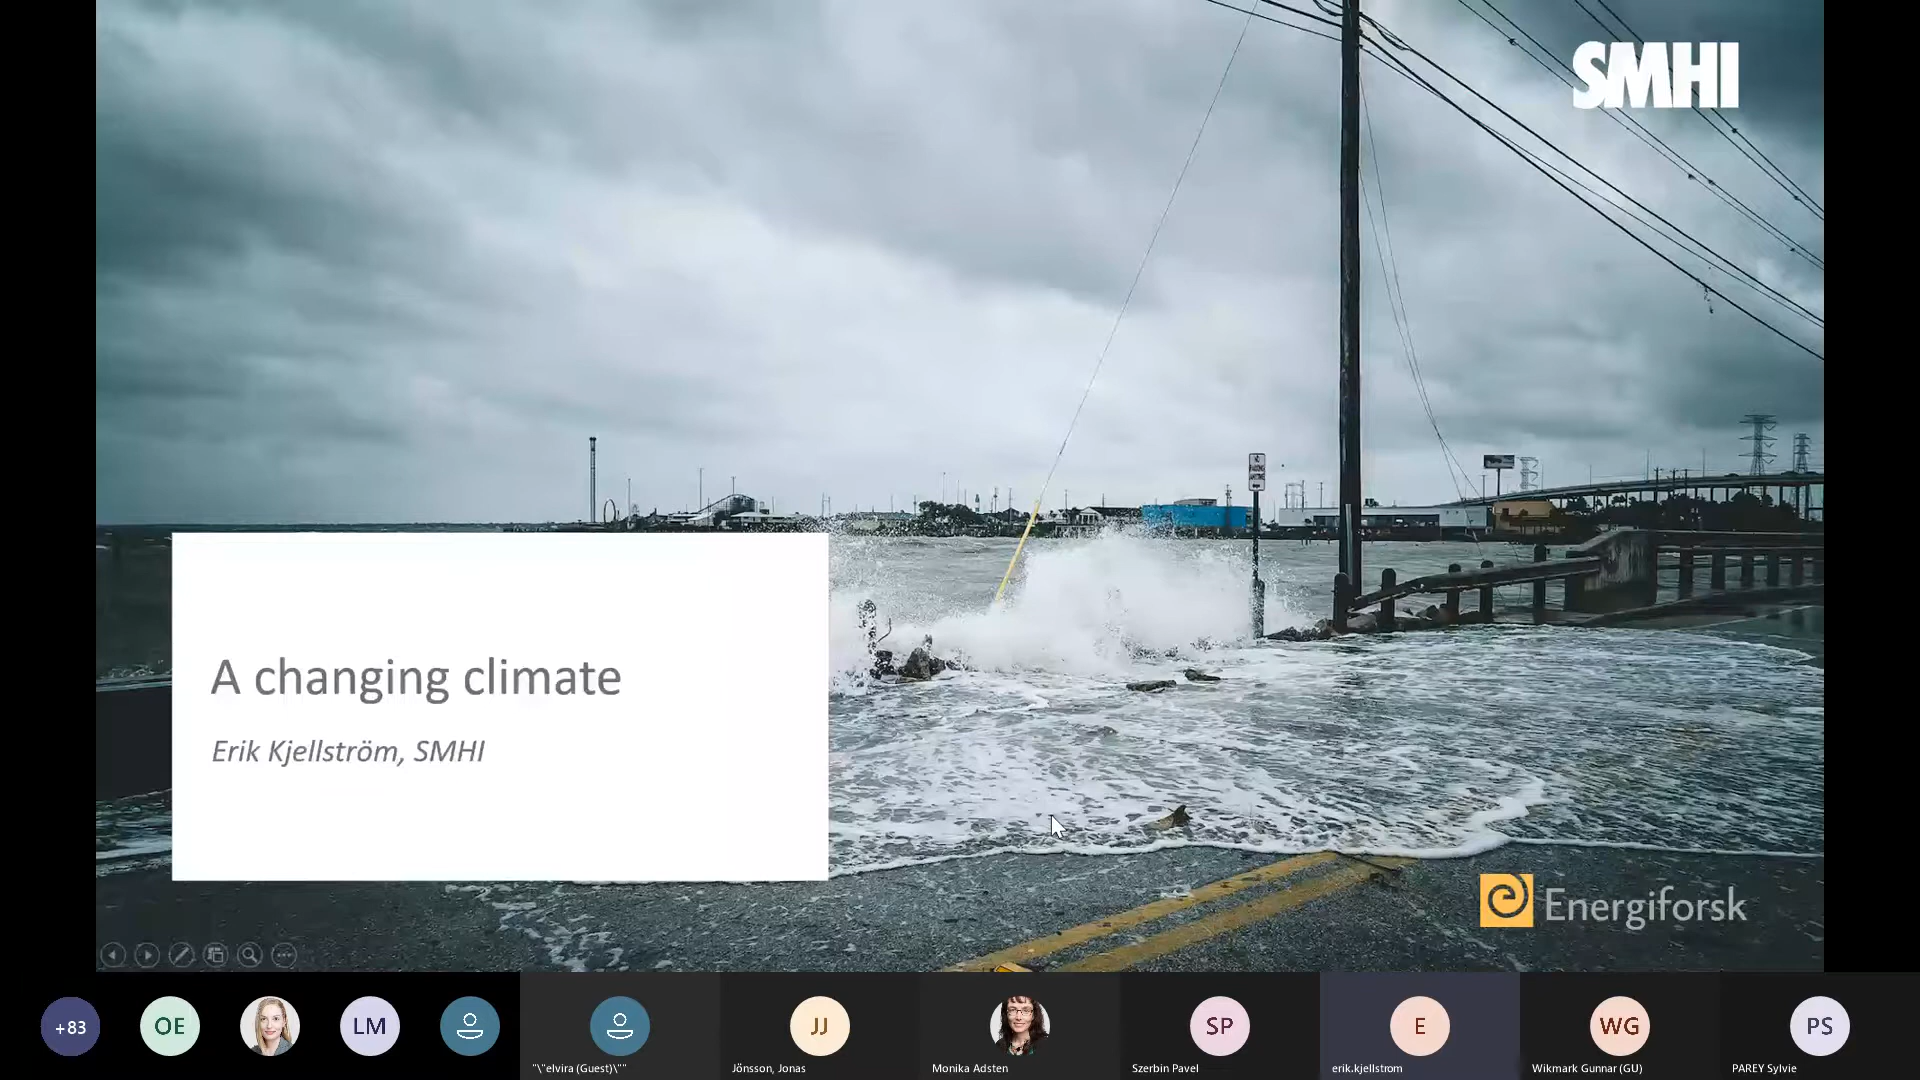 SMHI
A changing climate
Erik Kjellström, SMHI
Energiforsk
+83
OE
LM
JJ
SP
E
WG
PS
"\"elvira (Guest)\""
Jönsson, Jonas
Monika Adsten
Szerbin Pavel
erik.kjellstrom
Wikmark Gunnar (GU)
PAREY Sylvie